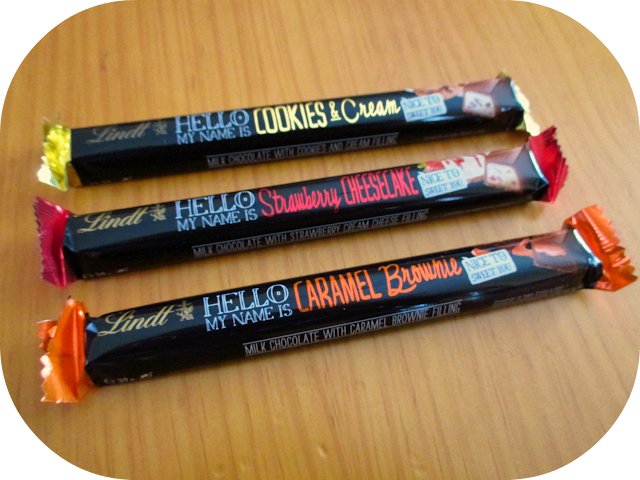 Lindt HELLO MY NAME IS COOKIES & Cream NICE TO SWEET YOU
MILK CHOCOLATE WITH COOKIES AND CREAM FILLING
Lindt HELLO MY NAME IS Strawberry CHEESECAKE NICE TO SWEET YOU
MILK CHOCOLATE WITH STRAWBERRY CREAM CHEESE FILLING
Lindt HELLO MY NAME IS CARAMEL Brownie NICE TO SWEET YOU
MILK CHOCOLATE WITH CARAMEL BROWNIE FILLING